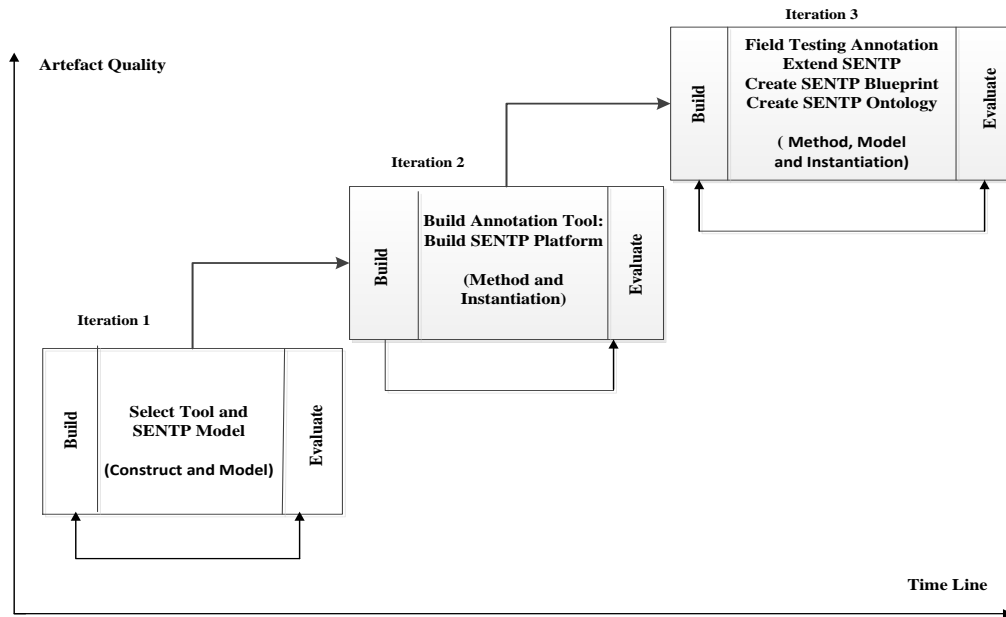 Iteration 3
Artefact Quality
Build
Field Testing Annotation
Extend SENTP
Create SENTP Blueprint
Create SENTP Ontology
( Method, Model
and Instantiation)
Evaluate
Iteration 2
Build
Build Annotation Tool:
Build SENTP Platform
(Method and
Instantiation)
Evaluate
Iteration 1
Build
Select Tool and
SENTP Model
(Construct and Model)
Evaluate
Time Line